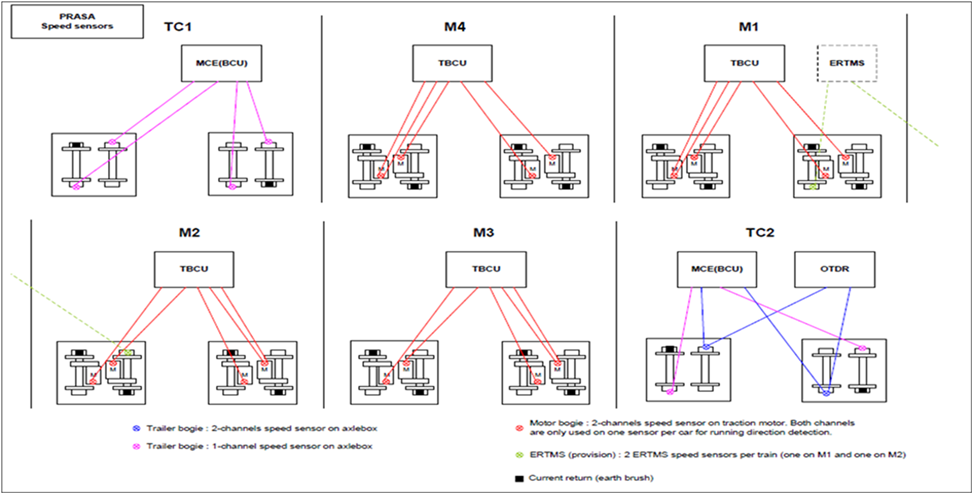 PRASA
Speed sensors
TC1
M4
M1
MCE(BCU)
TBCU
TBCU
ERTMS
M
M
M
M
M
M
M
M
M2
M3
TC2
TBCU
TBCU
MCE(BCU)
OTDR
M
M
M
M
M
M
M
M
Trailer bogie : 2-channels speed sensor on axlebox
Trailer bogie : 1-channel speed sensor on axlebox
Motor bogie : 2-channels speed sensor on traction motor. Both channels
are only used on one sensor per car for running direction detection.
ERTMS (provision) : 2 ERTMS speed sensors per train (one on M1 and one on M2)
Current return (earth brush)